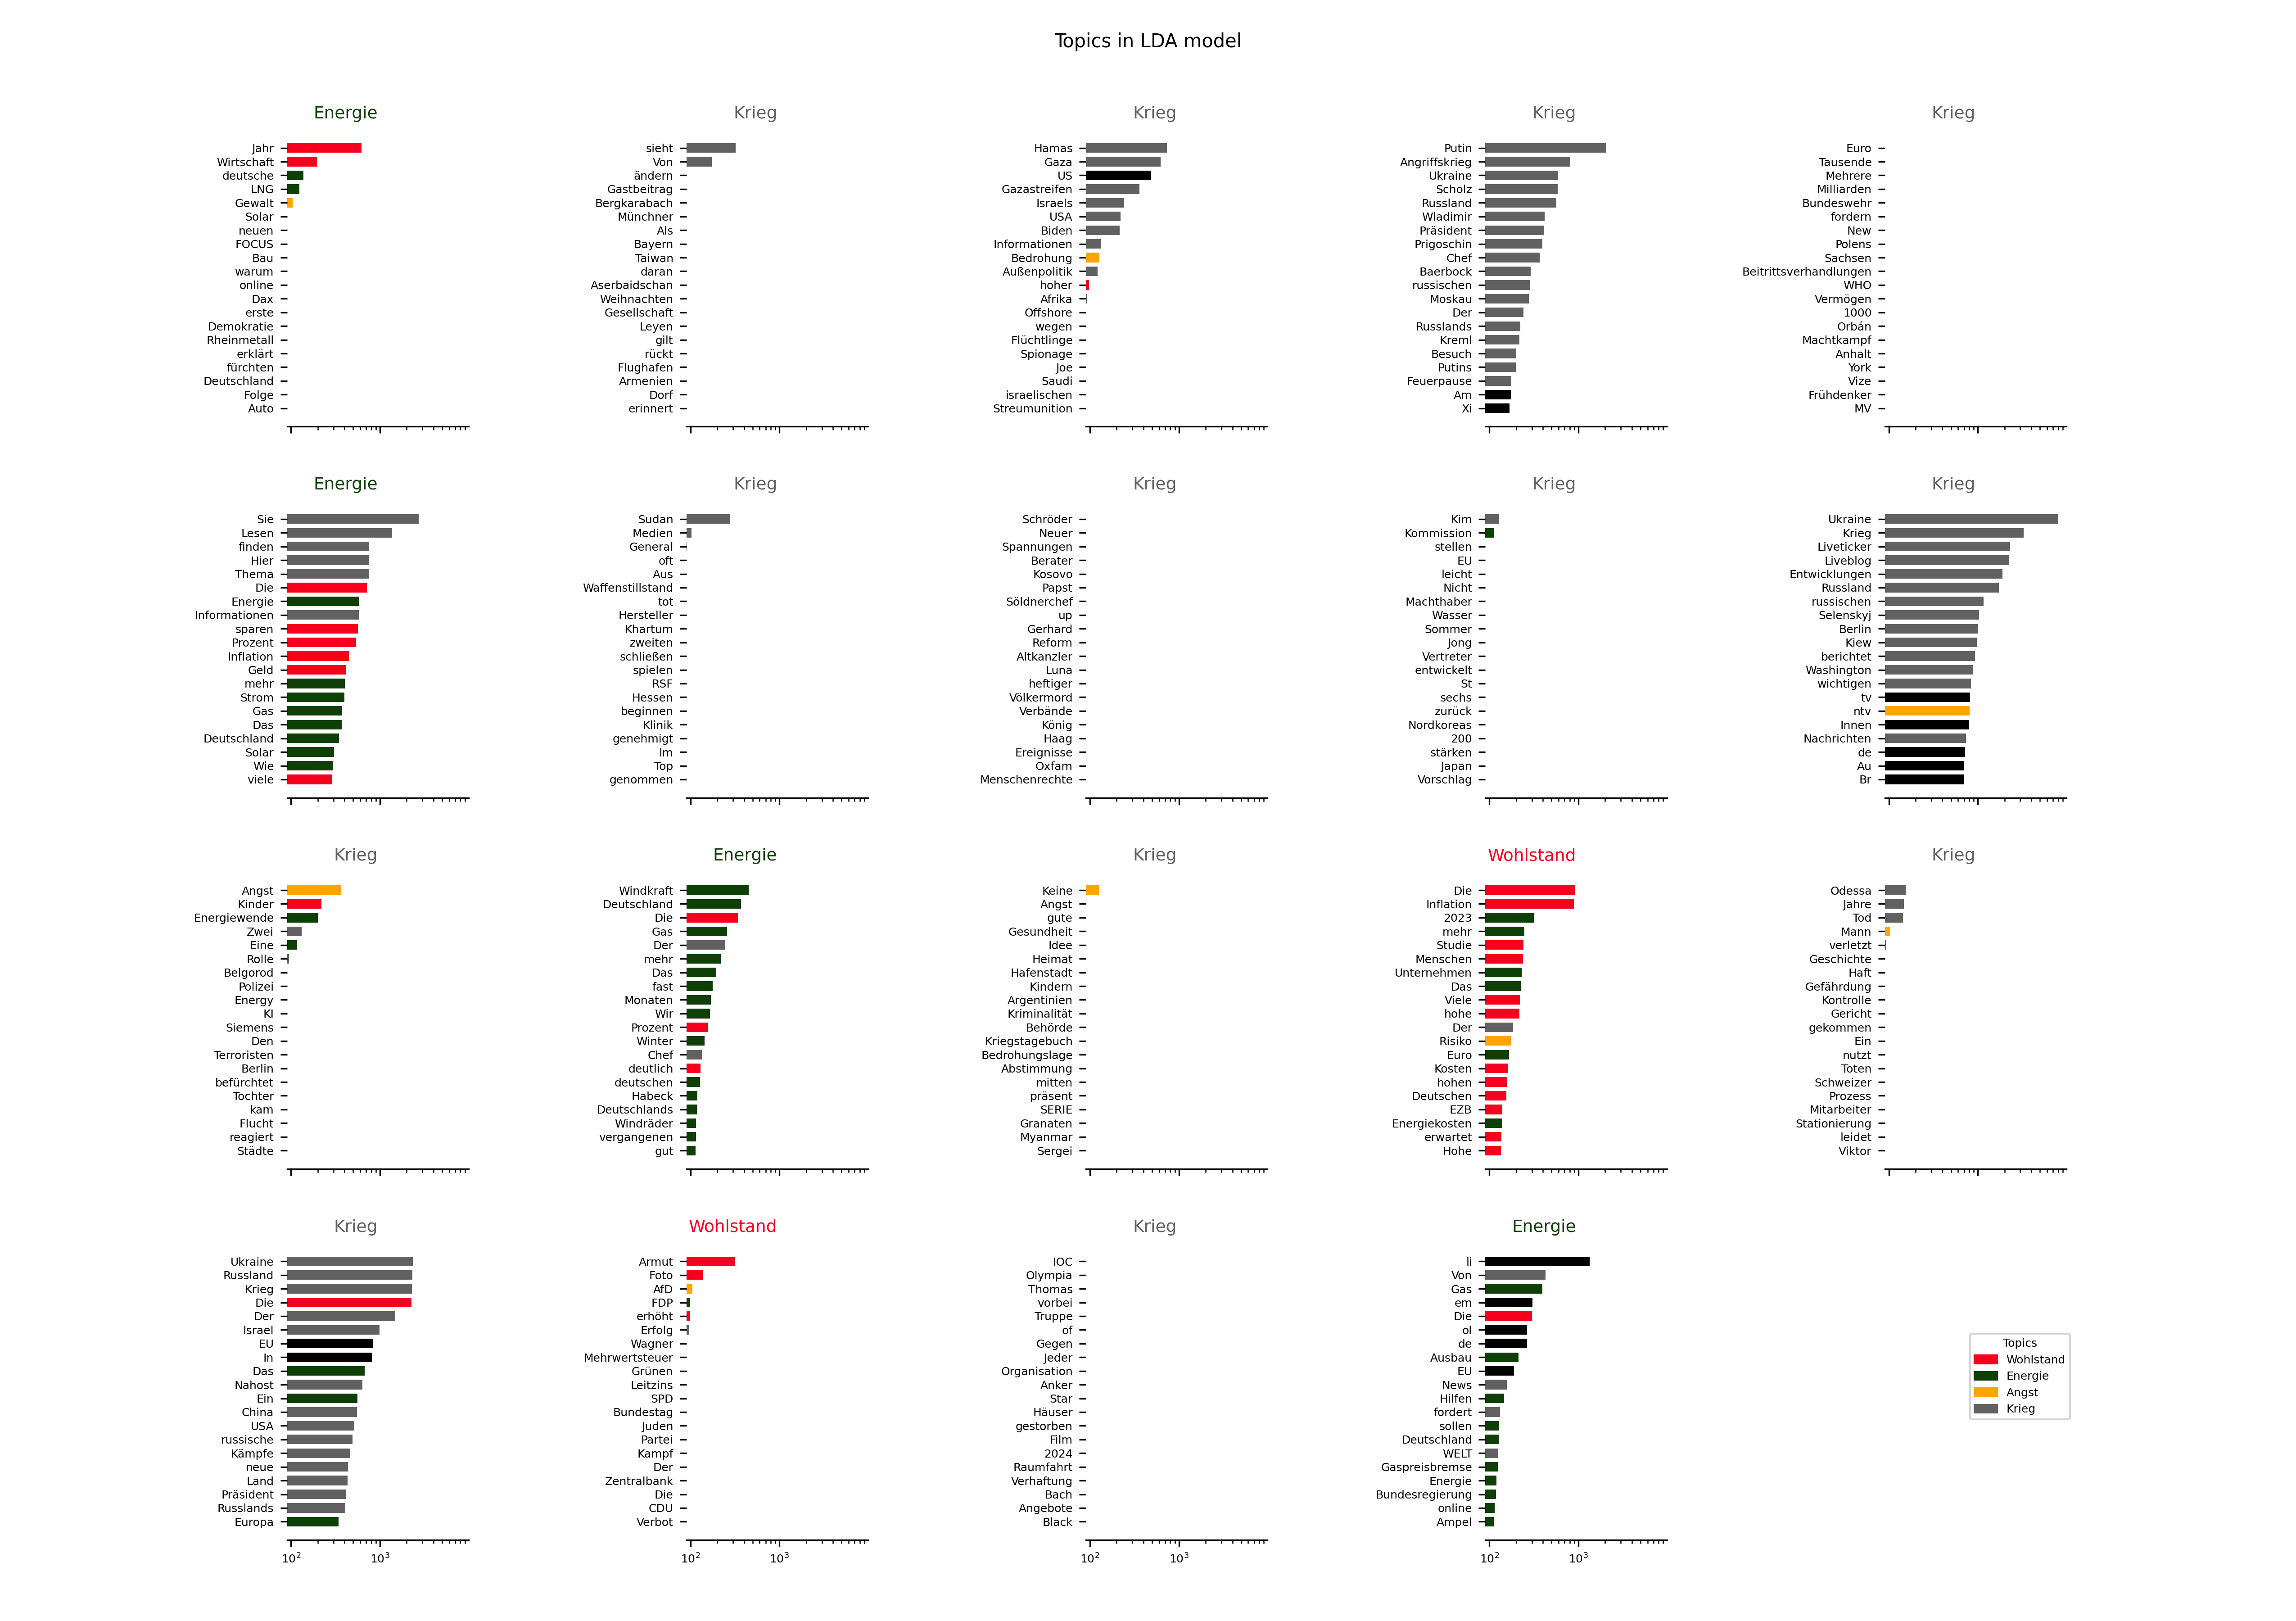 Topics in LDA model
Energie
Jahr
Wirtschaft
deutsche
LNG
Gewalt
Solar
neuen
FOCUS
Bau
warum
online
Dax
erste
Demokratie
Rheinmetall
erklärt
fürchten
Deutschland
Folge
Auto
Krieg
sieht
Von
ändern
Gastbeitrag
Bergkarabach
Münchner
Als
Bayern
Taiwan
daran
Aserbaidschan
Weihnachten
Gesellschaft
Leyen
gilt
rückt
Flughafen
Armenien
Dorf
erinnert
Krieg
Hamas
Gaza
US
Gazastreifen
Israels
USA
Biden
Informationen
Bedrohung
Außenpolitik
hoher
Afrika
Offshore
wegen
Flüchtlinge
Spionage
Joe
Saudi
israelischen
Streumunition
Krieg
Putin
Angriffskrieg
Ukraine
Scholz
Russland
Wladimir
Präsident
Prigoschin
Chef
Baerbock
russischen
Moskau
Der
Russlands
Kreml
Besuch
Putins
Feuerpause
Am
Xi
Krieg
Euro
Tausende
Mehrere
Milliarden
Bundeswehr
fordern
New
Polens
Sachsen
Beitrittsverhandlungen
WHO
Vermögen
1000
Orbán
Machtkampf
Anhalt
York
Vize
Frühdenker
MV
Energie
Sie
Lesen
finden
Hier
Thema
Die
Energie
Informationen
sparen
Prozent
Inflation
Geld
mehr
Strom
Gas
Das
Deutschland
Solar
Wie
viele
Krieg
Sudan
Medien
General
oft
Aus
Waffenstillstand
tot
Hersteller
Khartum
zweiten
schließen
spielen
RSF
Hessen
beginnen
Klinik
genehmigt
Im
Top
genommen
Krieg
Schröder
Neuer
Spannungen
Berater
Kosovo
Papst
Söldnerchef
up
Gerhard
Reform
Altkanzler
Luna
heftiger
Völkermord
Verbände
König
Haag
Ereignisse
Oxfam
Menschenrechte
Krieg
Kim
Kommission
stellen
EU
leicht
Nicht
Machthaber
Wasser
Sommer
Jong
Vertreter
entwickelt
St
sechs
zurück
Nordkoreas
200
stärken
Japan
Vorschlag
Krieg
Ukraine
Krieg
Liveticker
Liveblog
Entwicklungen
Russland
russischen
Selenskyj
Berlin
Kiew
berichtet
Washington
wichtigen
tv
ntv
Innen
Nachrichten
de
Au
Br
Krieg
Angst
Kinder
Energiewende
Zwei
Eine
Rolle
Belgorod
Polizei
Energy
KI
Siemens
Den
Terroristen
Berlin
befürchtet
Tochter
kam
Flucht
reagiert
Städte
Energie
Windkraft
Deutschland
Die
Gas
Der
mehr
Das
fast
Monaten
Wir
Prozent
Winter
Chef
deutlich
deutschen
Habeck
Deutschlands
Windräder
vergangenen
gut
Krieg
Keine
Angst
gute
Gesundheit
Idee
Heimat
Hafenstadt
Kindern
Argentinien
Kriminalität
Behörde
Kriegstagebuch
Bedrohungslage
Abstimmung
mitten
präsent
SERIE
Granaten
Myanmar
Sergei
Wohlstand
Die
Inflation
2023
mehr
Studie
Menschen
Unternehmen
Das
Viele
hohe
Der
Risiko
Euro
Kosten
hohen
Deutschen
EZB
Energiekosten
erwartet
Hohe
Krieg
Odessa
Jahre
Tod
Mann
verletzt
Geschichte
Haft
Gefährdung
Kontrolle
Gericht
gekommen
Ein
nutzt
Toten
Schweizer
Prozess
Mitarbeiter
Stationierung
leidet
Viktor
Krieg
Ukraine
Russland
Krieg
Die
Der
Israel
EU
In
Das
Nahost
Ein
China
USA
russische
Kämpfe
neue
Land
Präsident
Russlands
Europa
10² 10³
Wohlstand
Armut
Foto
AfD
FDP
erhöht
Erfolg
Wagner
Mehrwertsteuer
Grünen
Leitzins
SPD
Bundestag
Juden
Partei
Kampf
Der
Zentralbank
Die
CDU
Verbot
10² 10³
Krieg
IOC
Olympia
Thomas
vorbei
Truppe
of
Gegen
Jeder
Organisation
Anker
Star
Häuser
gestorben
Film
2024
Raumfahrt
Verhaftung
Bach
Angebote
Black
10² 10³
Energie
Von
Gas
em
Die
ol
de
Ausbau
EU
News
Hilfen
fordert
sollen
Deutschland
WELT
Gaspreisbremse
Energie
Bundesregierung
online
Ampel
10² 10³
Topics
Wohlstand
Energie
Angst
Krieg